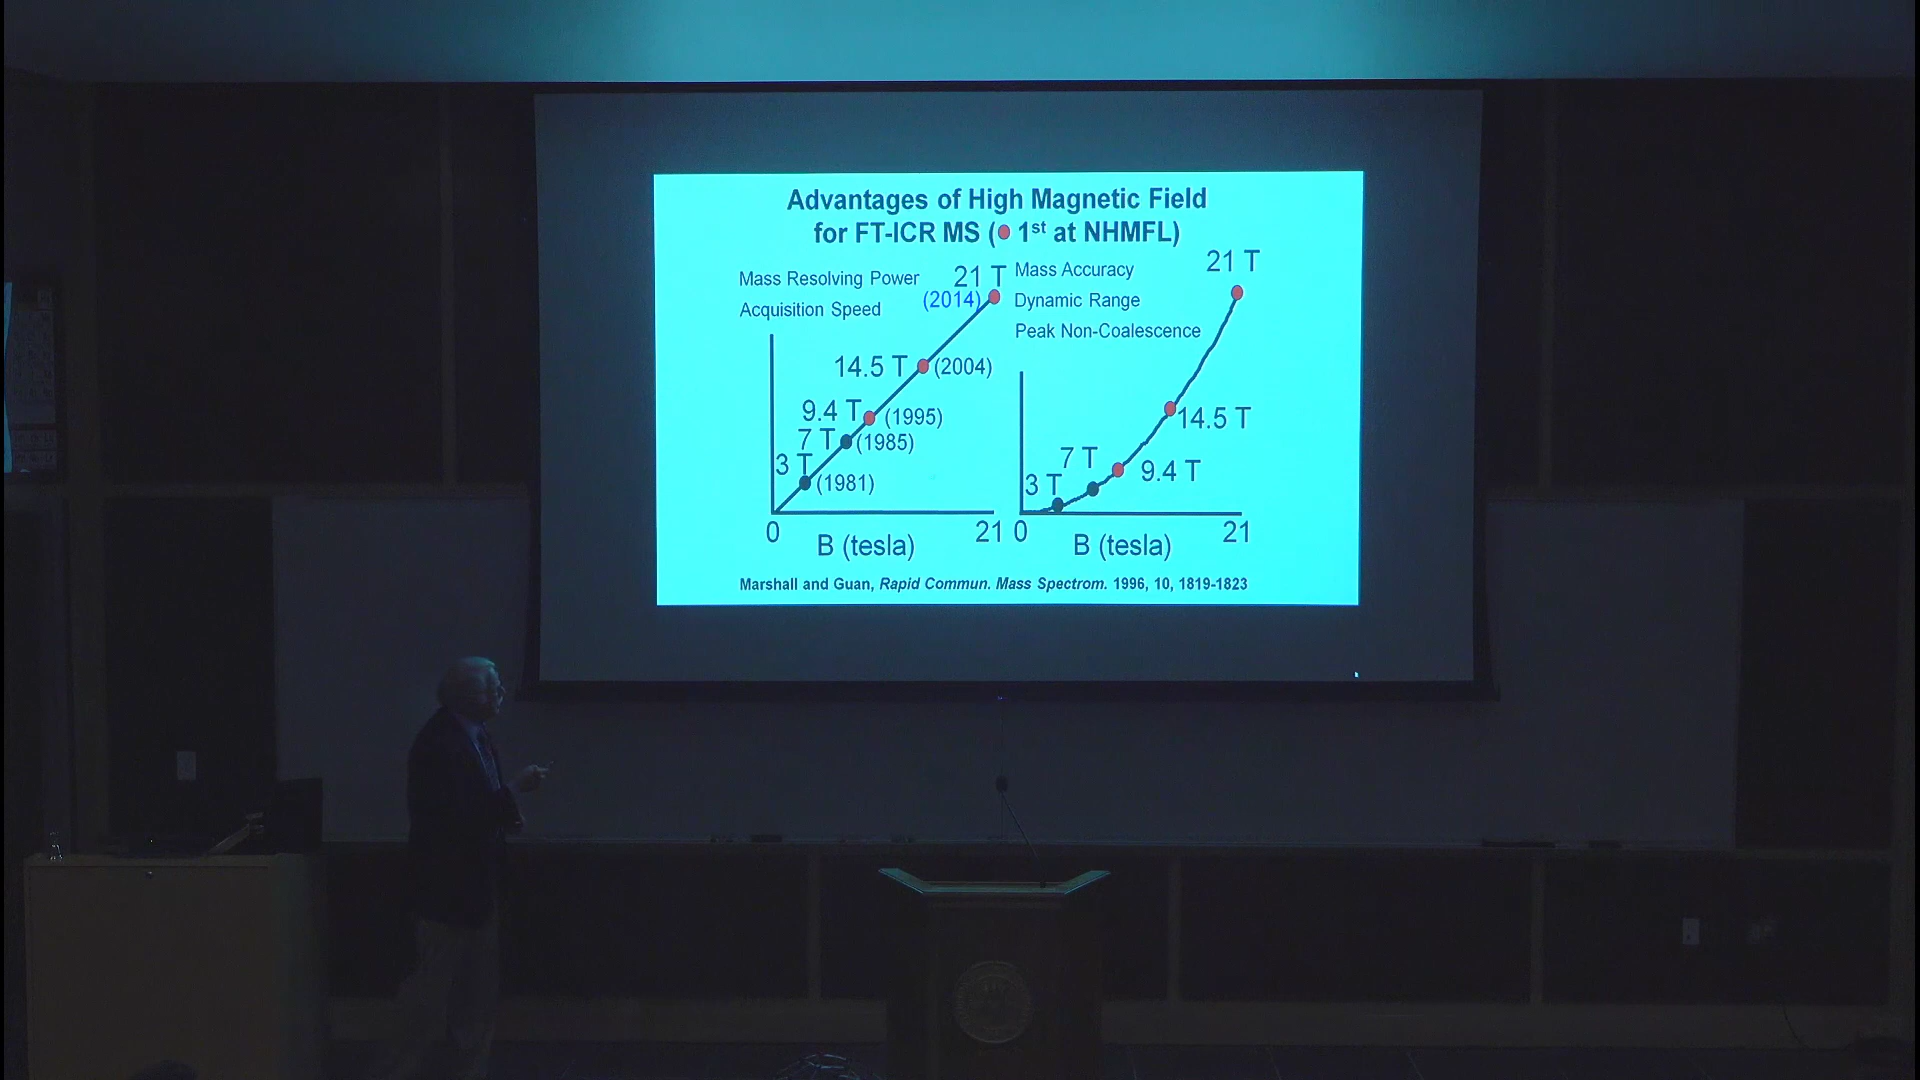 Advantages of High Magnetic Field
for FT-ICR MS (● 1st at NHMFL)
Mass Resolving Power
Acquisition Speed
21 T
(2014)
14.5 T (2004)
9.4 T (1995)
7 T (1985)
3 T (1981)
0
B (tesla)
21
Mass Accuracy
Dynamic Range
Peak Non-Coalescence
21 T
14.5 T
9.4 T
7 T
3 T
0
B (tesla)
21
Marshall and Guan, Rapid Commun. Mass Spectrom. 1996, 10, 1819-1823